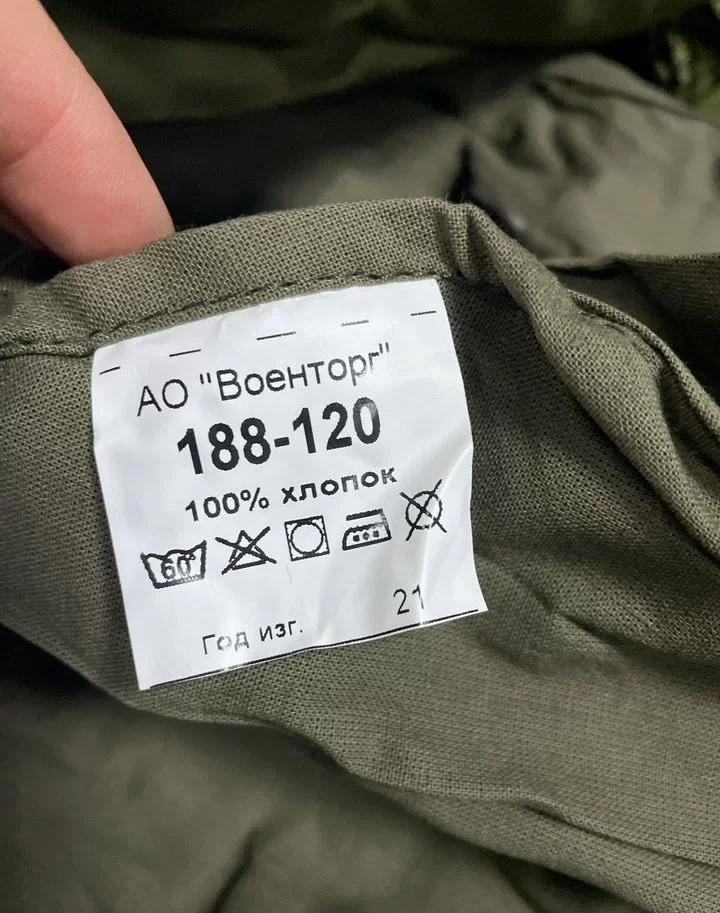 АО "Военторг"
188-120
100% хлопок
60°
Год изг. 21